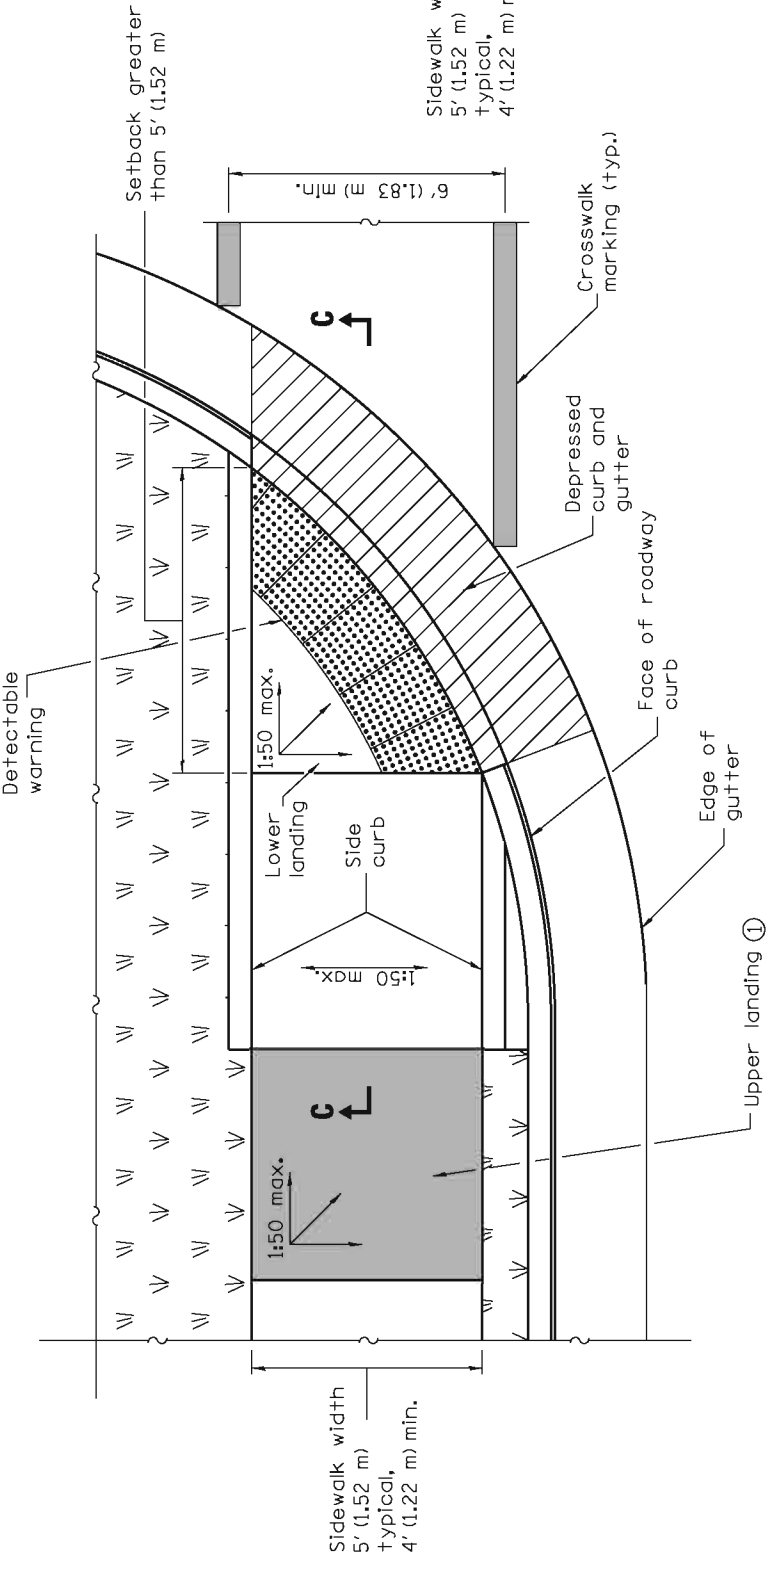 Setback greater
than 5' (1.52 m)
Sidewalk w
5' (1.52 m)
typical,
4' (1.22 m) m
6' (1.83 m) min.
Crosswalk
marking (typ.)
C
Detectable
warning
1:50 max.
Depressed
curb and
gutter
Lower
landing
Side
curb
Face of roadway
curb
Edge of
gutter
1:50 max.
C
1:50 max.
Upper landing ①
Sidewalk width
5' (1.52 m)
typical,
4' (1.22 m) min.